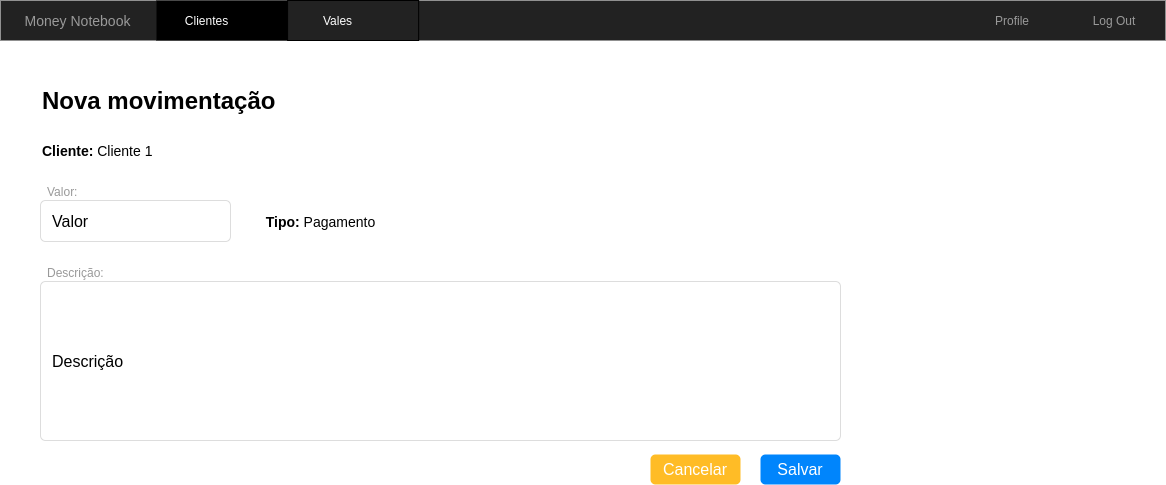 Money Notebook Clientes Vales Profile Log Out
Nova movimentação
Cliente: Cliente 1
Valor:
Valor Tipo: Pagamento
Descrição:
Descrição
Cancelar Salvar